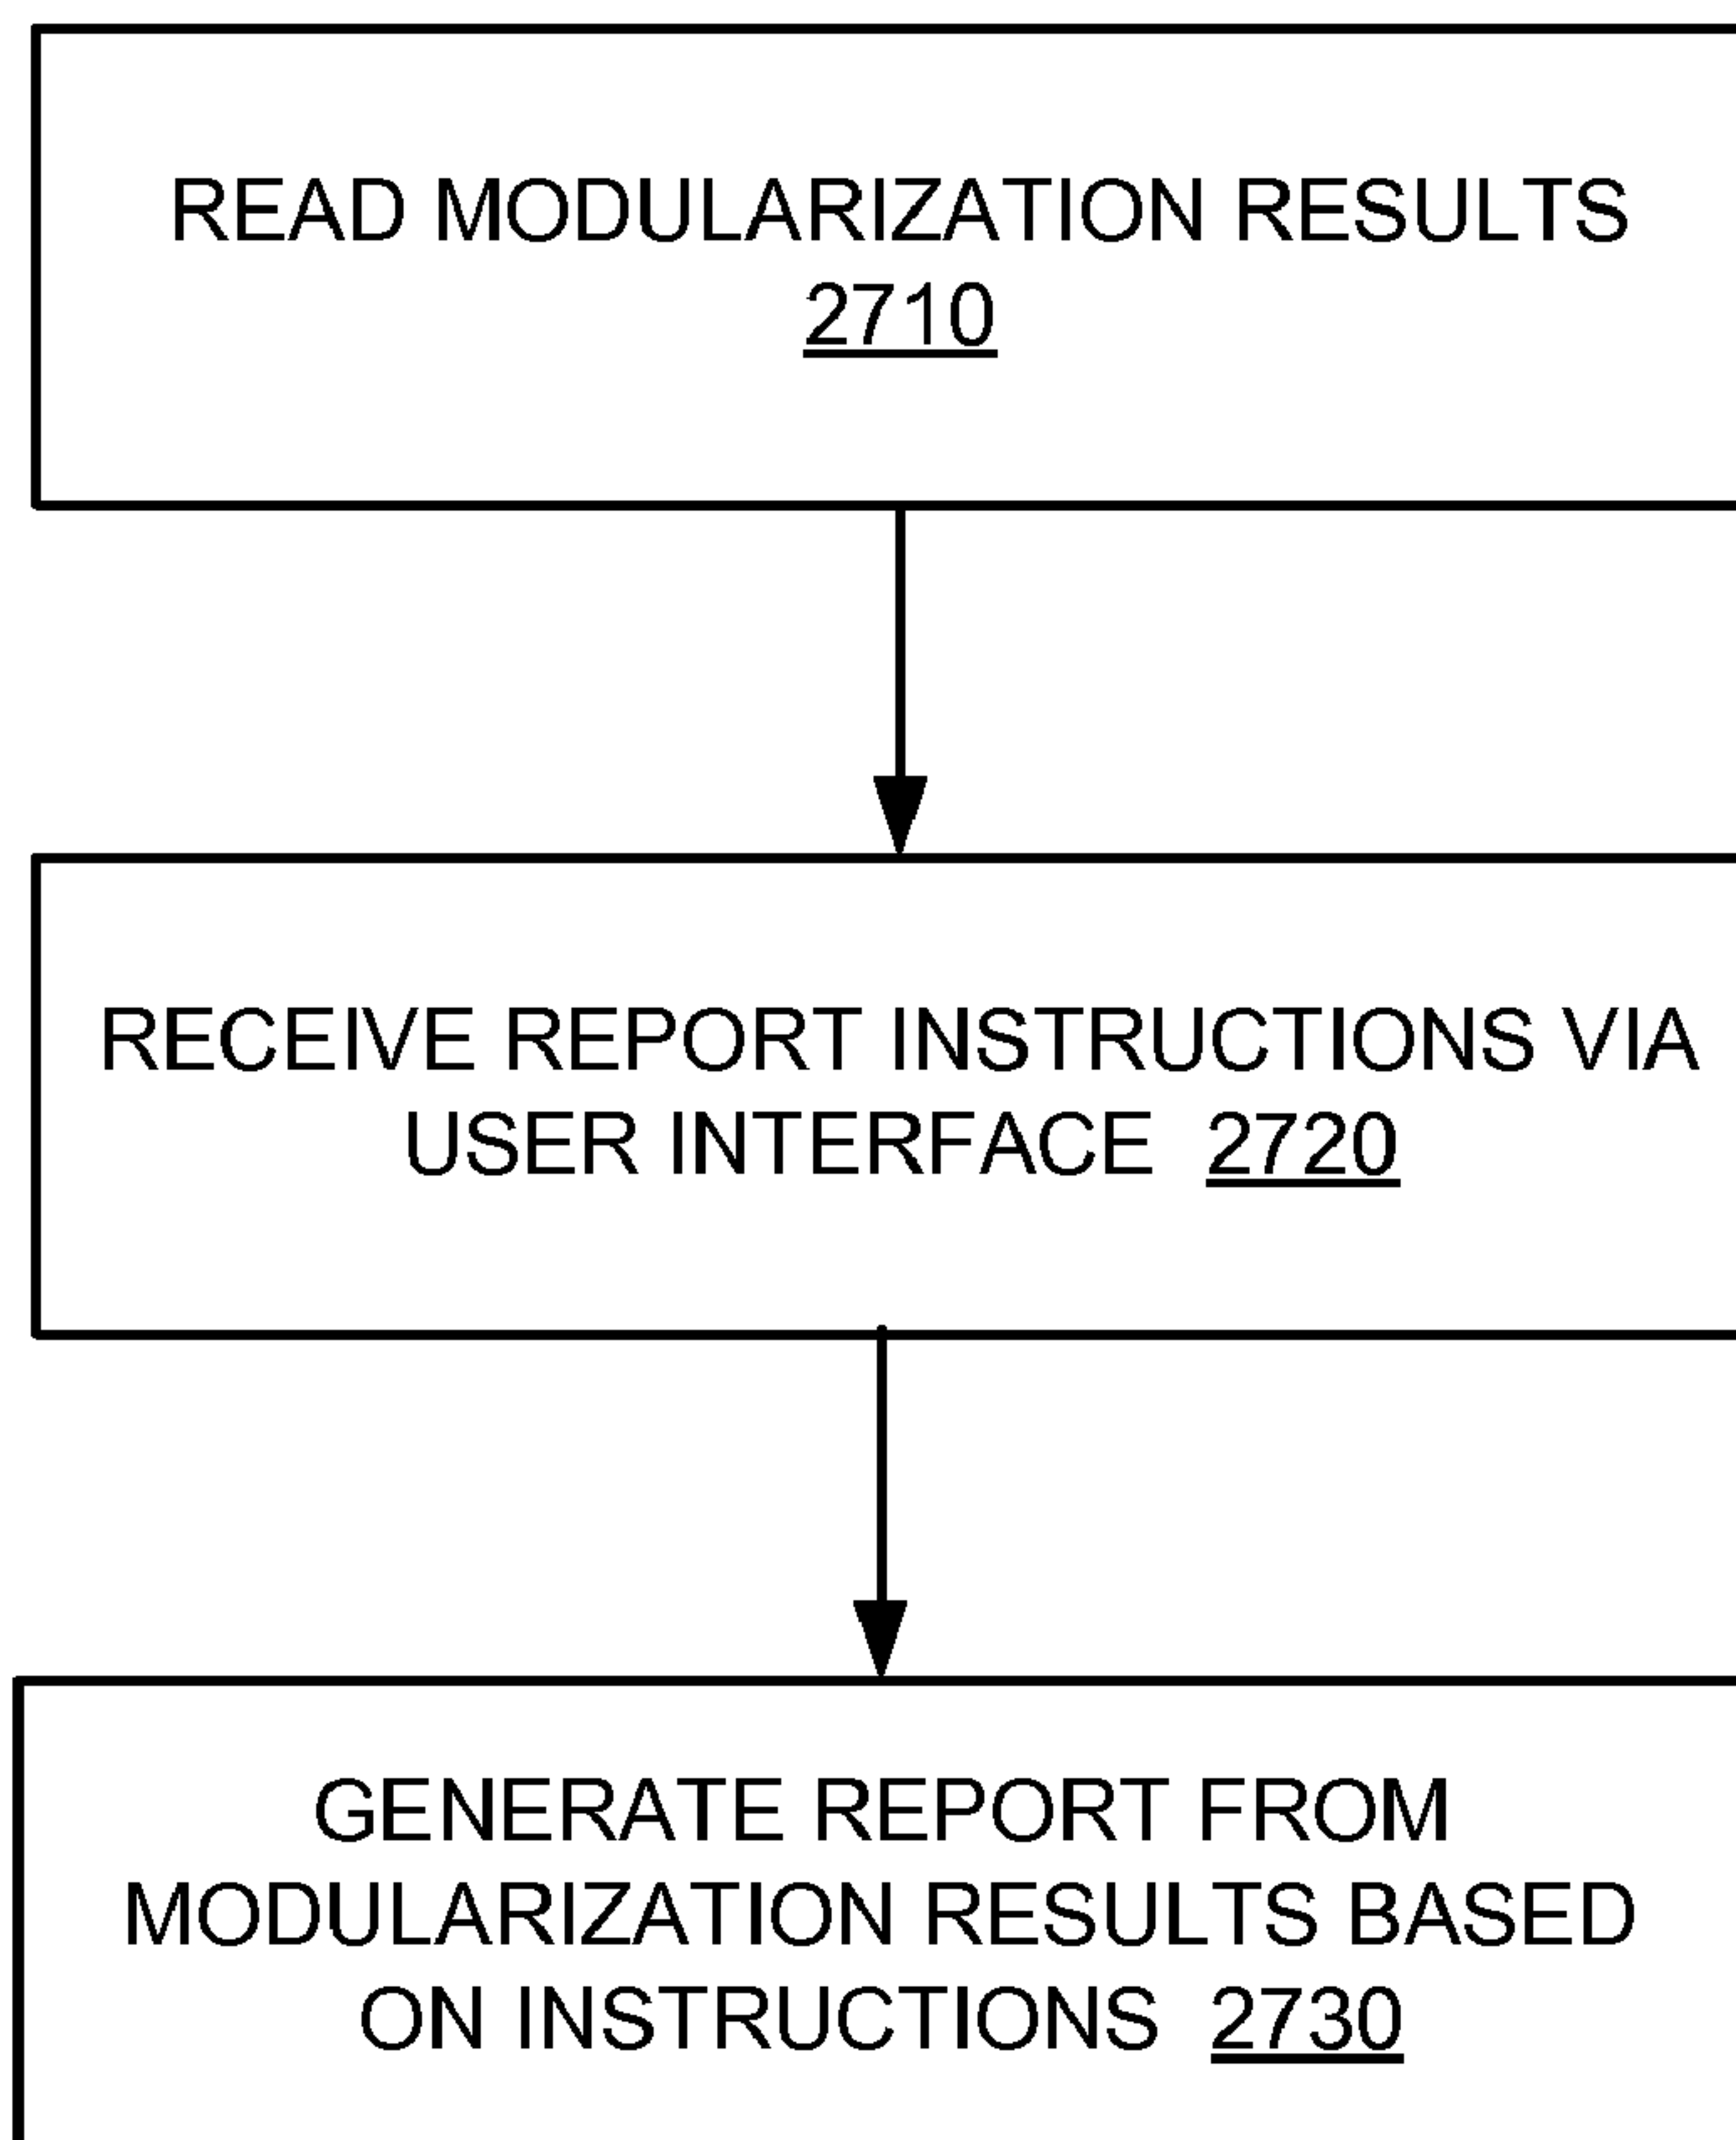 READ MODULARIZATION RESULTS
2710
RECEIVE REPORT INSTRUCTIONS VIA
USER INTERFACE 2720
GENERATE REPORT FROM
MODULARIZATION RESULTS BASED
ON INSTRUCTIONS 2730